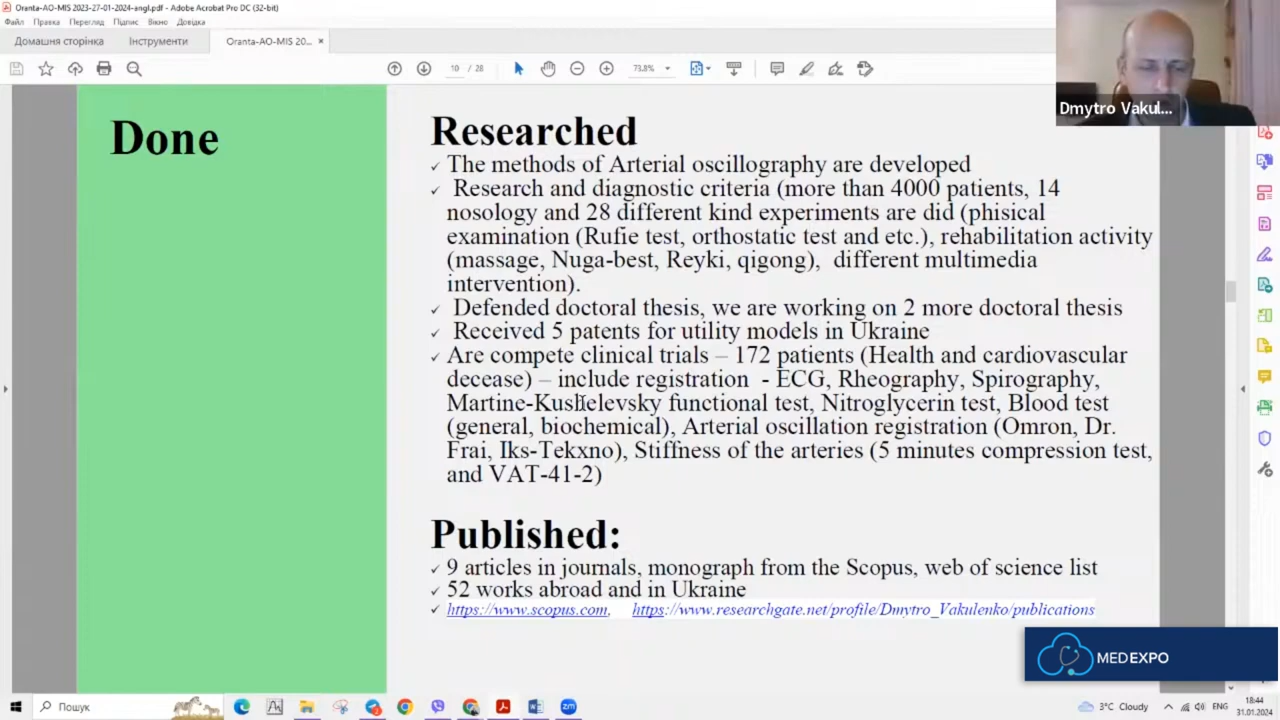 Oranta-AO-MIS 2023-27-01-2024-angl.pdf - Adobe Acrobat Pro DC (32-bit)
Файл Правка Перегляд Підпис Вікно Довідка
Домашня сторінка Інструменти Oranta-AO-MIS 20... ×
10 / 28 73.8%
Dmytro Vakul...
Done
Researched
✓ The methods of Arterial oscillography are developed
✓ Research and diagnostic criteria (more than 4000 patients, 14
nosology and 28 different kind experiments are did (phisical
examination (Rufie test, orthostatic test and etc.), rehabilitation activity
(massage, Nuga-best, Reyki, qigong), different multimedia
intervention).
✓ Defended doctoral thesis, we are working on 2 more doctoral thesis
✓ Received 5 patents for utility models in Ukraine
✓ Are compete clinical trials – 172 patients (Health and cardiovascular
decease) – include registration - ECG, Rheography, Spirography,
Martine-Kushelevsky functional test, Nitroglycerin test, Blood test
(general, biochemical), Arterial oscillation registration (Omron, Dr.
Frai, Iks-Tekxno), Stiffness of the arteries (5 minutes compression test,
and VAT-41-2)
Published:
✓ 9 articles in journals, monograph from the Scopus, web of science list
✓ 52 works abroad and in Ukraine
✓ https://www.scopus.com, https://www.researchgate.net/profile/Dmytro_Vakulenko/publications
MEDEXPO
Пошук
3°C Cloudy ENG
18:44
31.01.2024